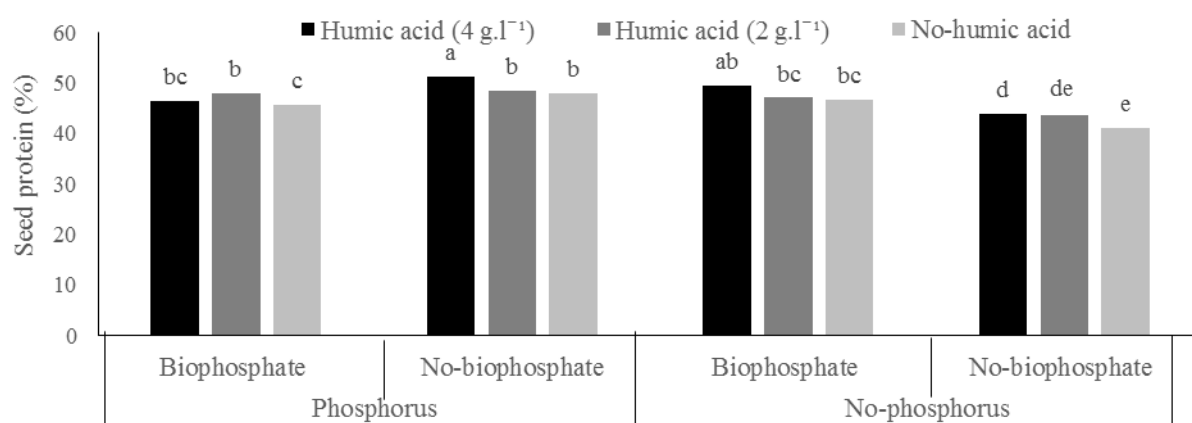 Humic acid (4 g.l⁻¹) Humic acid (2 g.l⁻¹) No-humic acid
Seed protein (%)
60
50
40
30
20
10
0
bc b c a b b ab bc bc d de e
Biophosphate No-biophosphate Biophosphate No-biophosphate
Phosphorus No-phosphorus